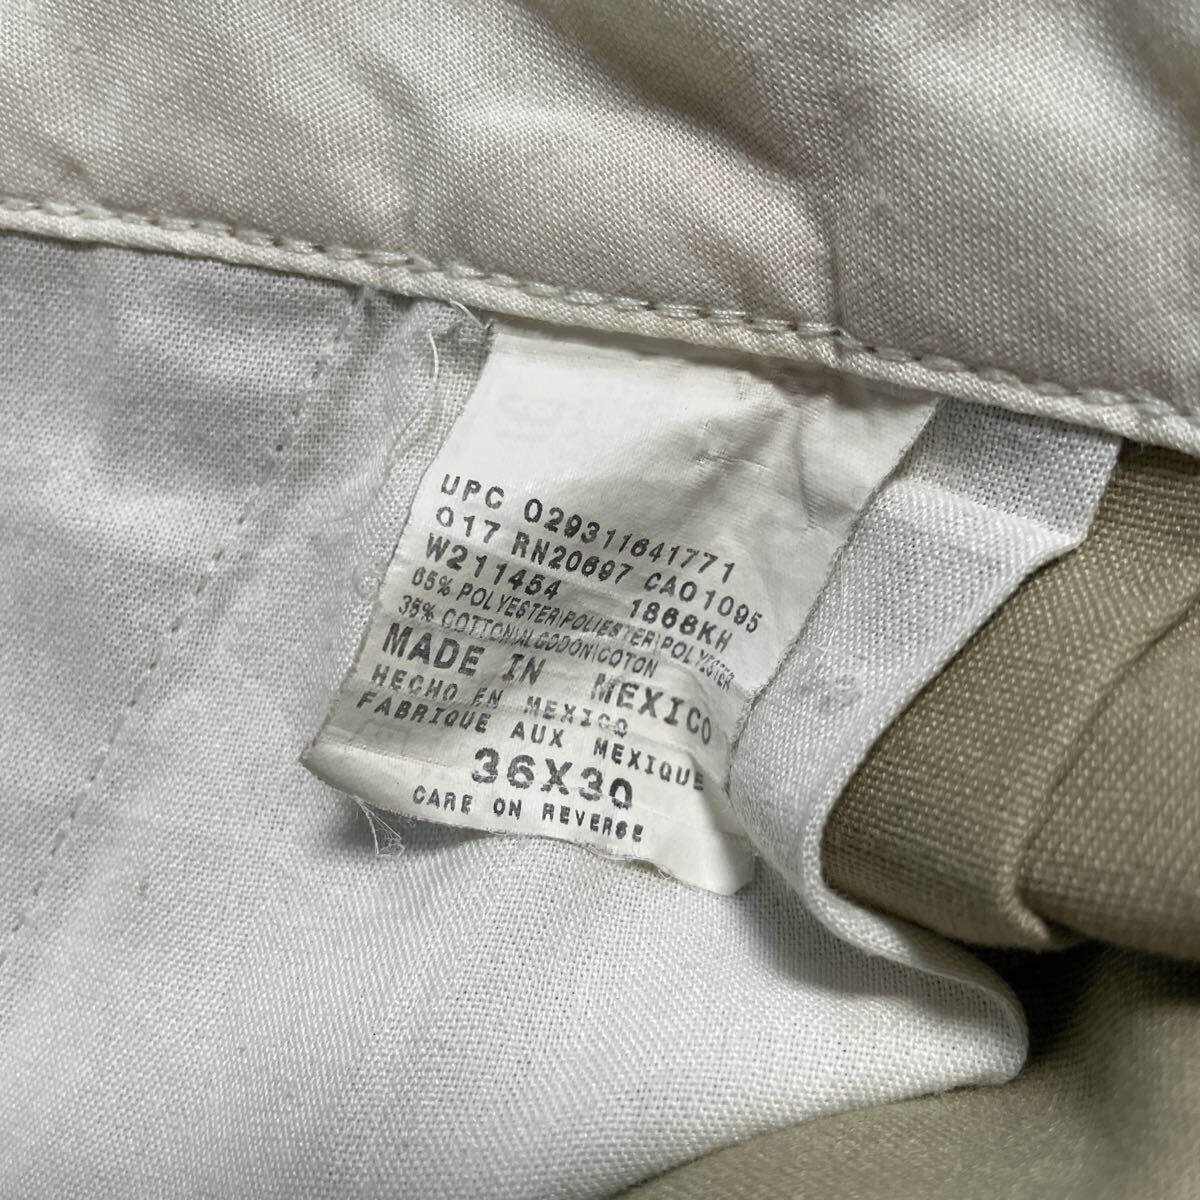 UPC 029311641771
017 RN20697 CA01095
W211454 1868KH
65% POLYESTER\POLIESTER\POLYESTER
35% COTTON\ALGODON\COTON
MADE IN MEXICO
HECHO EN MEXICO
FABRIQUE AUX MEXIQUE
36X30
CARE ON REVERSE